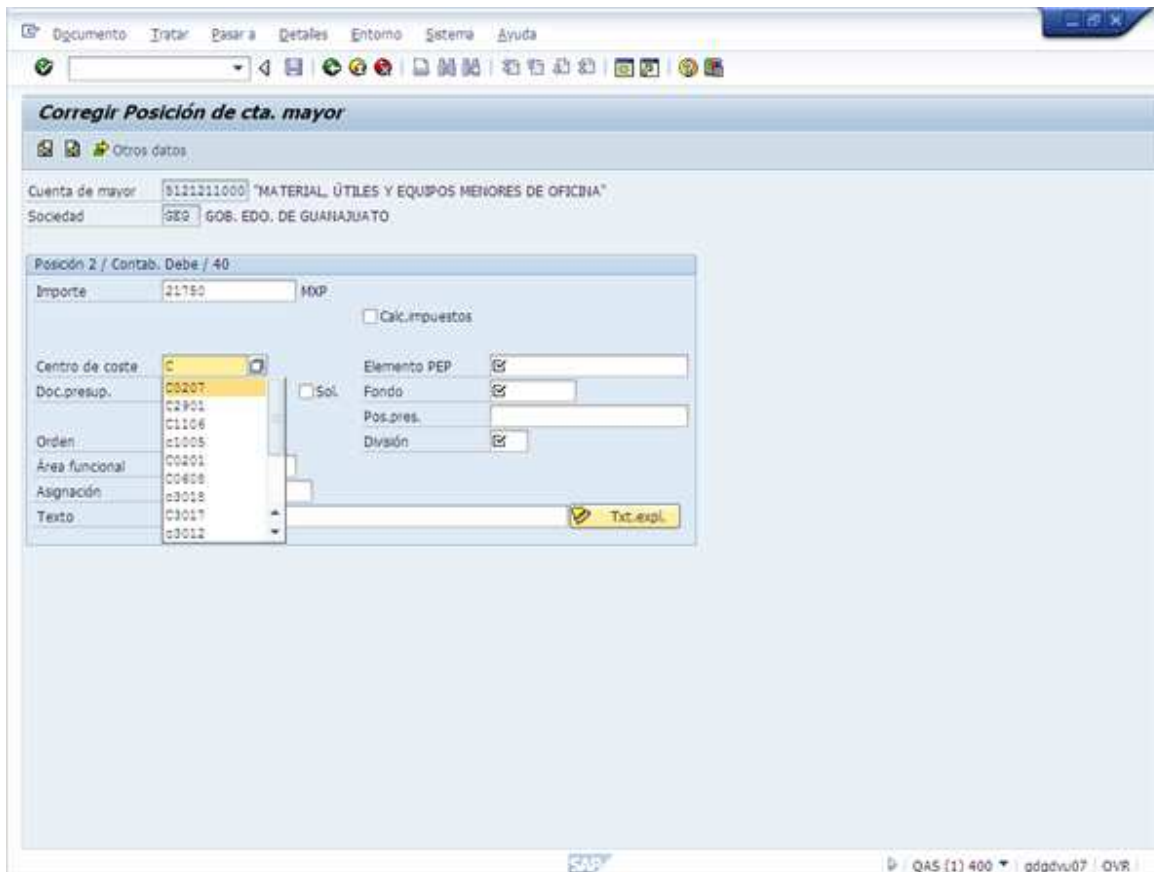 Documento Tratar Pasar a Detalles Entorno Sistema Ayuda
Corregir Posición de cta. mayor
Otros datos
Cuenta de mayor 5121211000 "MATERIAL, ÚTILES Y EQUIPOS MENORES DE OFICINA"
Sociedad GEG GOB. EDO. DE GUANAJUATO
Posición 2 / Contab. Debe / 40
Importe 21750 MXP
Calc.impuestos
Centro de coste C Elemento PEP
Doc.presup. C0207 Sol. Fondo
C2901
C1106 Pos.pres.
Orden c1005 División
Área funcional C0201
Asignación C0608
c3018
Texto C3017 Txt.expl.
c3012
SAP QAS (1) 400 gdgdvu07 OVR